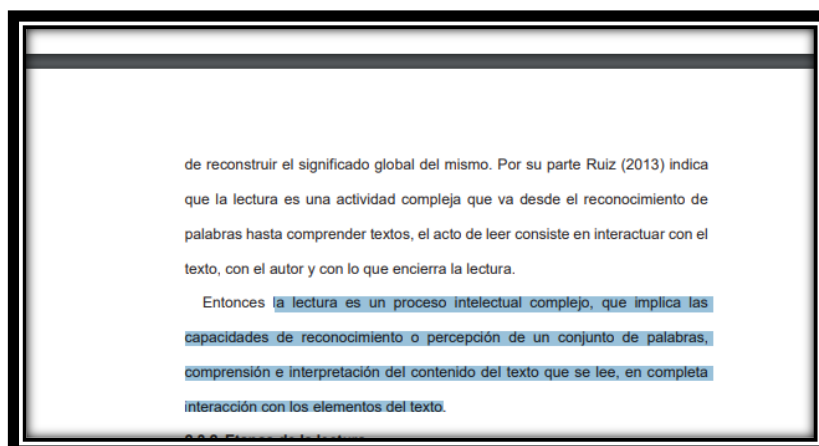 de reconstruir el significado global del mismo. Por su parte Ruiz (2013) indica
que la lectura es una actividad compleja que va desde el reconocimiento de
palabras hasta comprender textos, el acto de leer consiste en interactuar con el
texto, con el autor y con lo que encierra la lectura.
Entonces la lectura es un proceso intelectual complejo, que implica las
capacidades de reconocimiento o percepción de un conjunto de palabras,
comprensión e interpretación del contenido del texto que se lee, en completa
interacción con los elementos del texto.
Etapas de la lectura